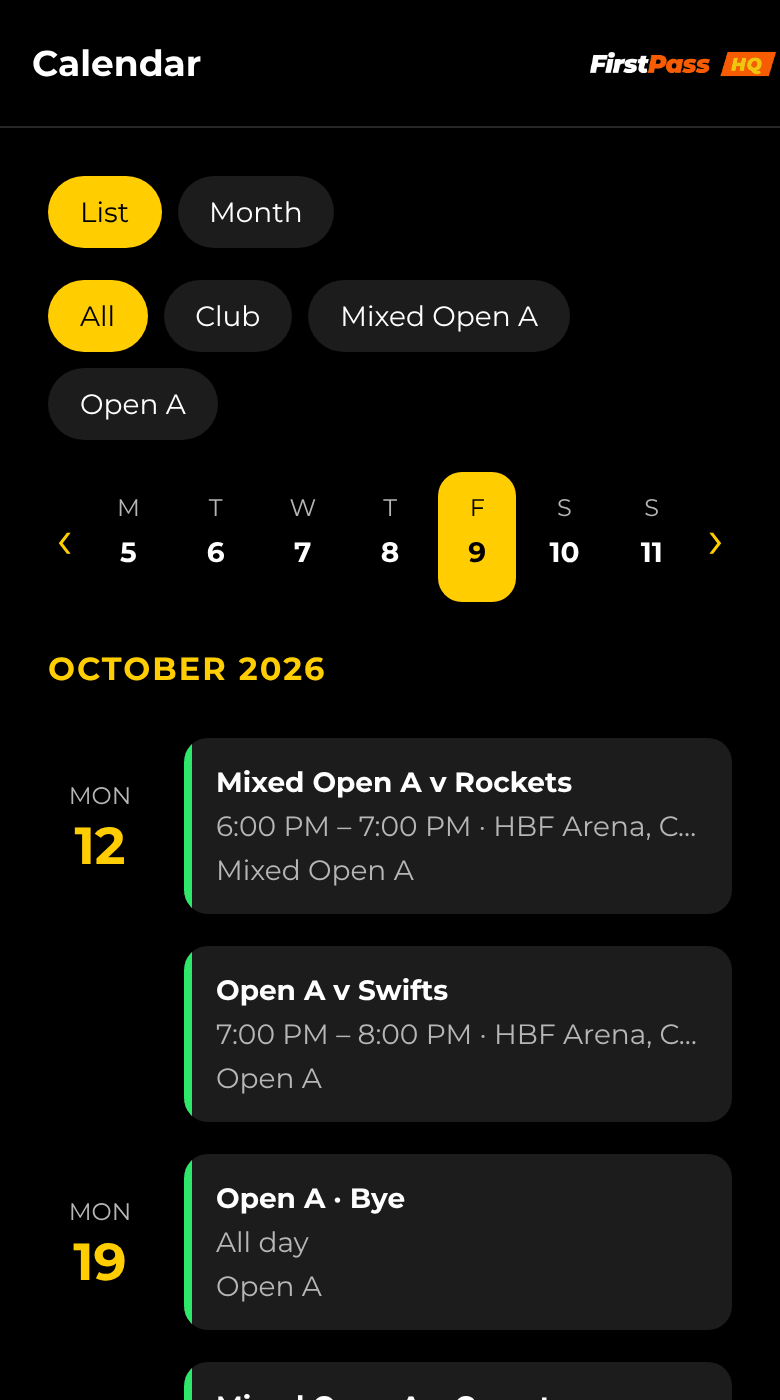 Calendar
FirstPass HQ
List Month
All Club Mixed Open A
Open A
M T W T F S S
‹ 5 6 7 8 9 10 11 ›
OCTOBER 2026
MON
12
Mixed Open A v Rockets
6:00 PM – 7:00 PM · HBF Arena, C...
Mixed Open A
Open A v Swifts
7:00 PM – 8:00 PM · HBF Arena, C...
Open A
MON
19
Open A · Bye
All day
Open A